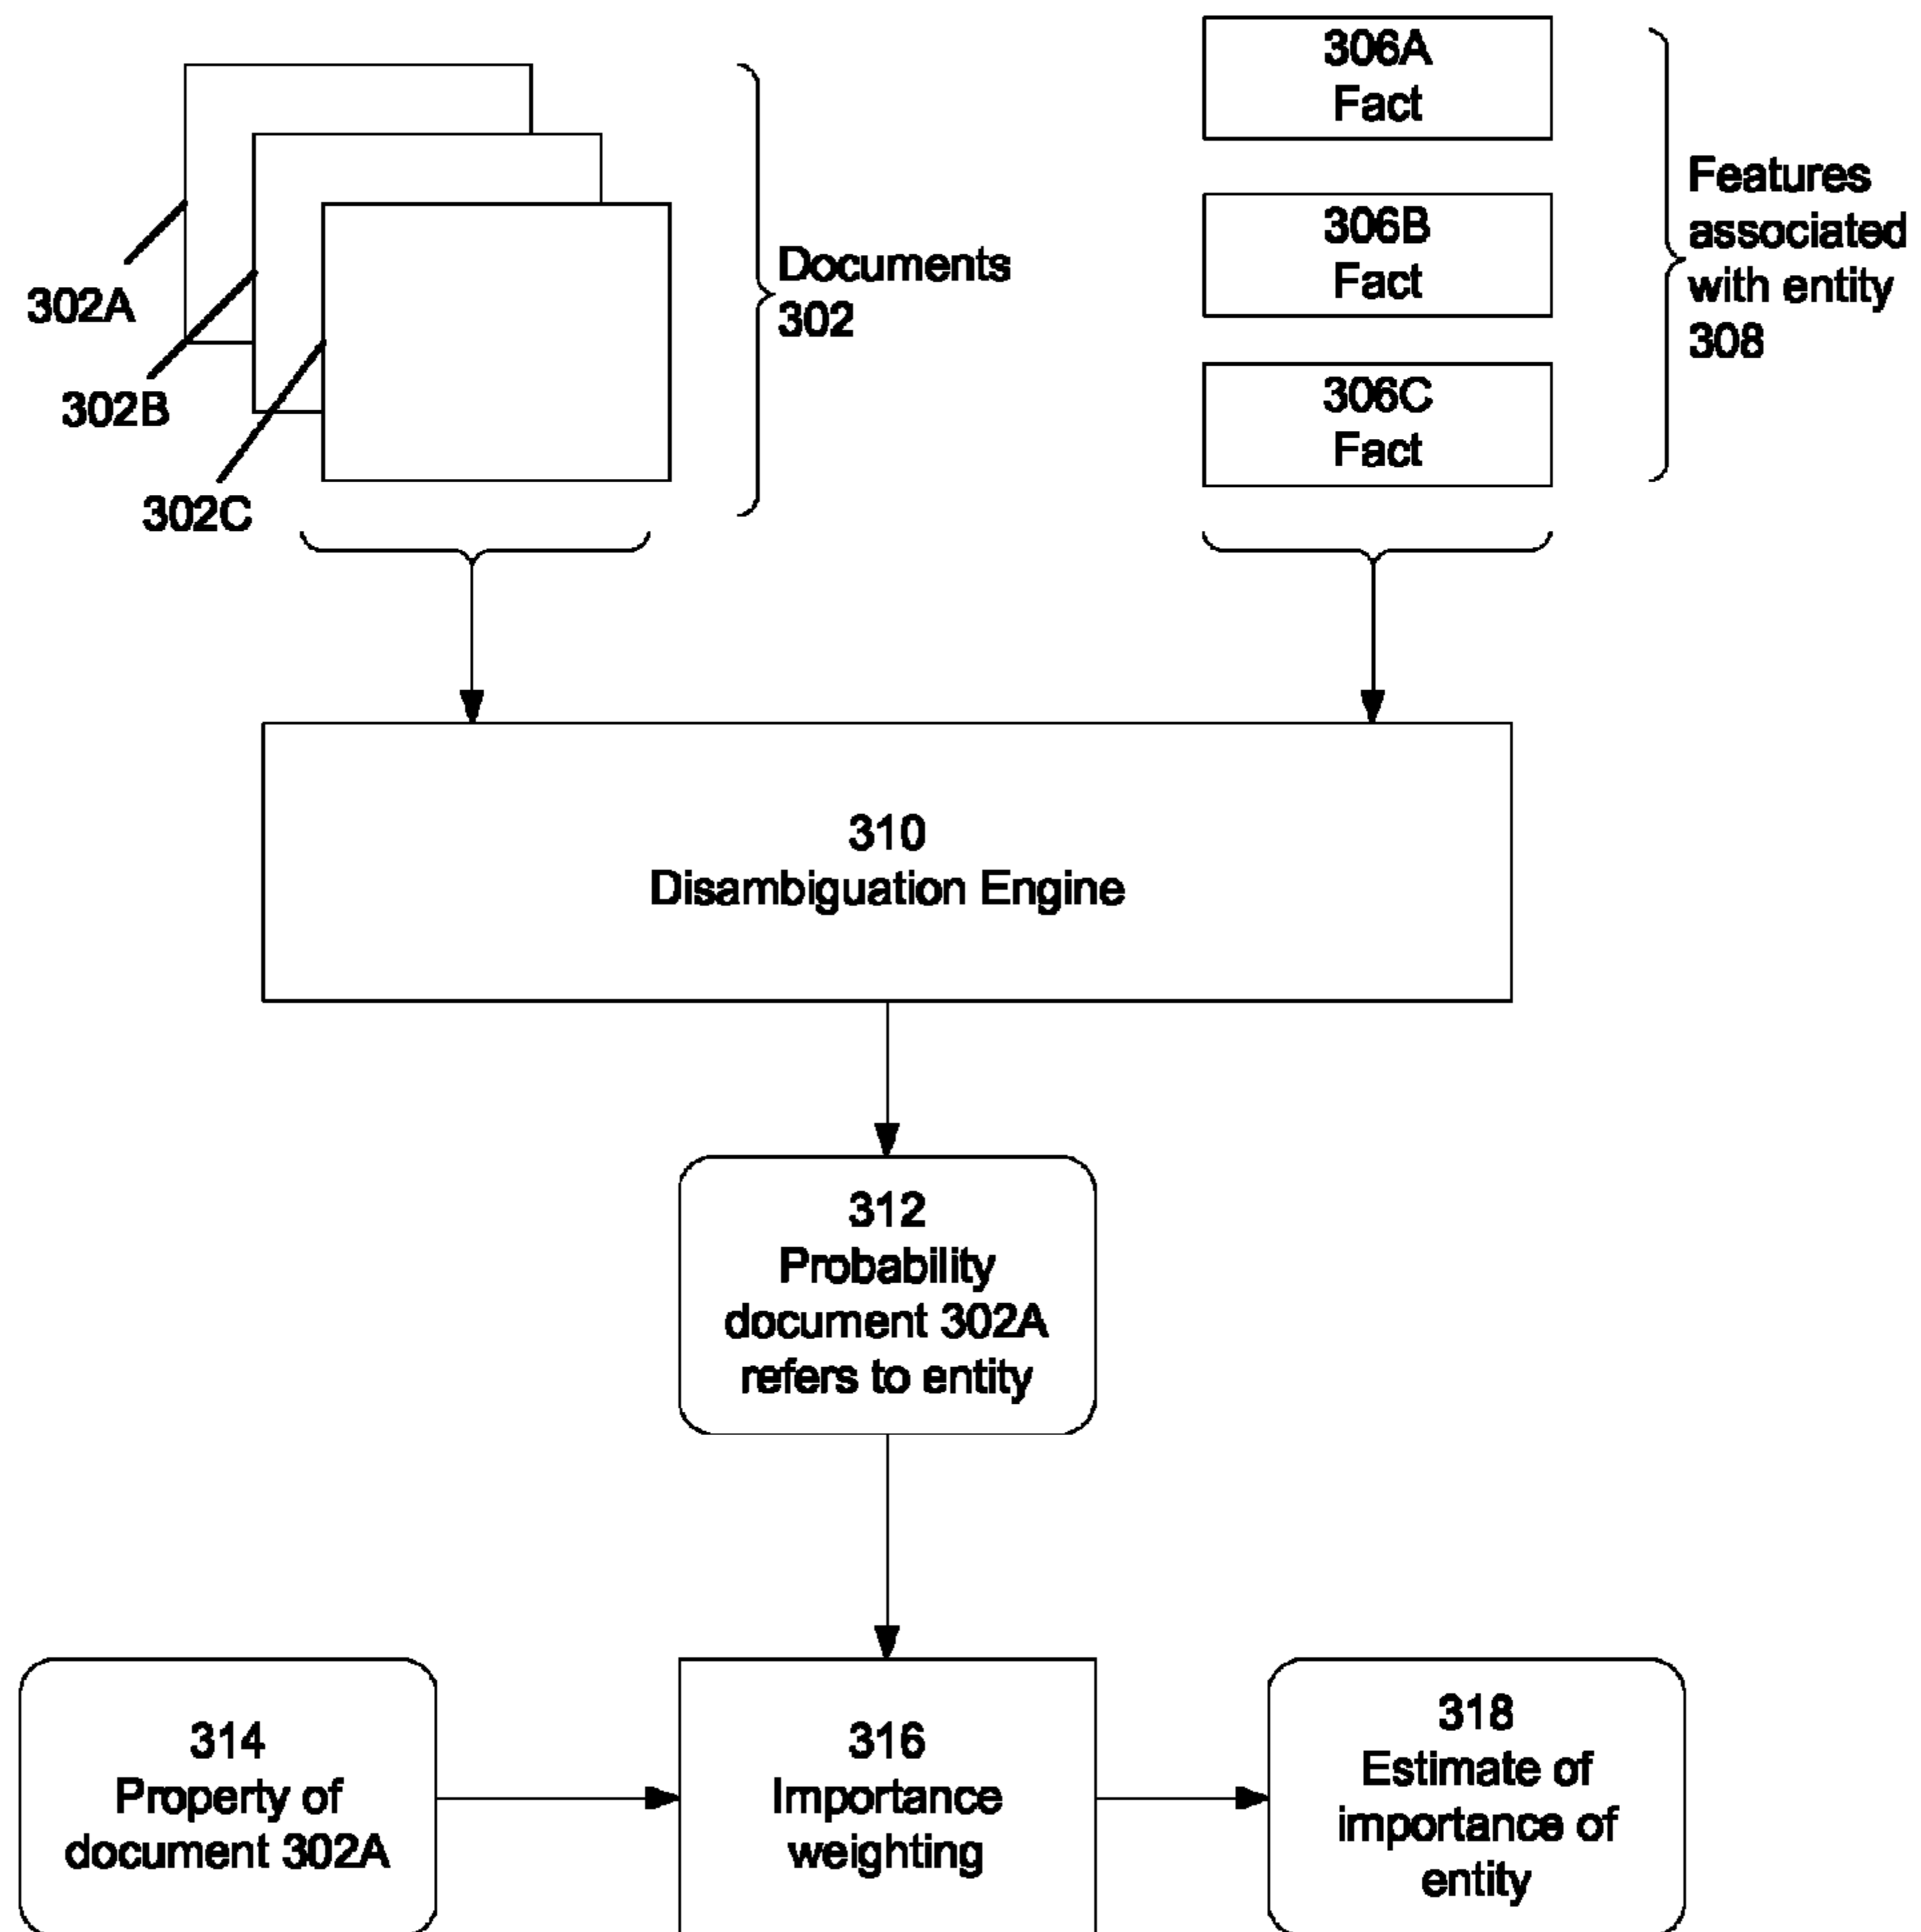 302A
302B
302C
Documents
302
306A
Fact
306B
Fact
306C
Fact
Features
associated
with entity
308
310
Disambiguation Engine
312
Probability
document 302A
refers to entity
314
Property of
document 302A
316
Importance
weighting
318
Estimate of
importance of
entity